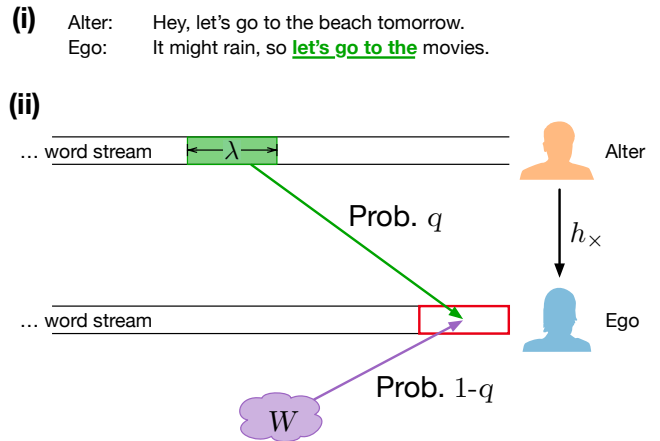 (i)
Alter: Hey, let's go to the beach tomorrow.
Ego: It might rain, so let's go to the movies.
(ii)
... word stream
λ
Alter
Prob. q
h×
... word stream
Ego
Prob. 1-q
W